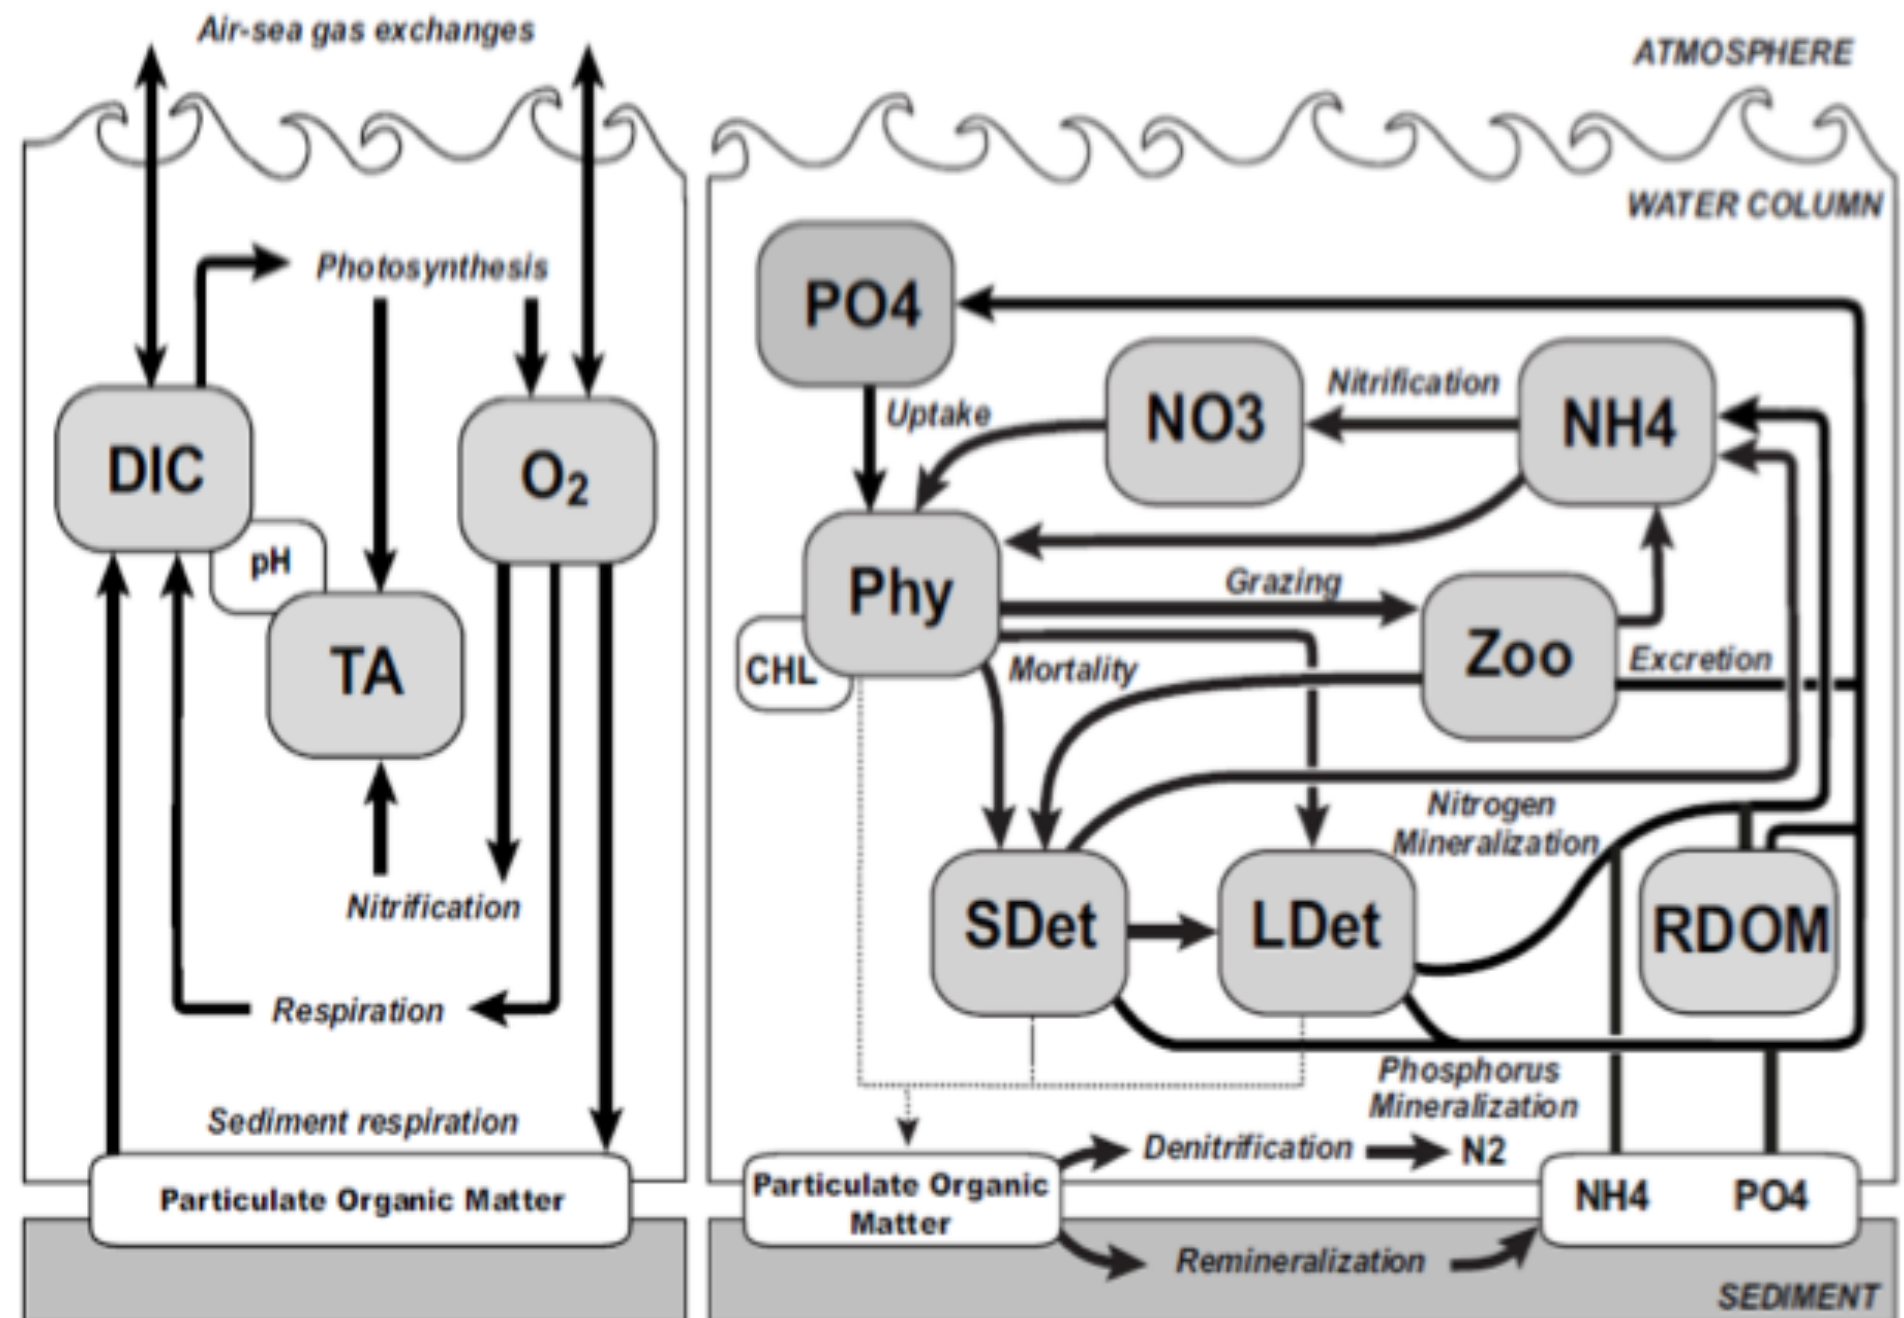 Air-sea gas exchanges
ATMOSPHERE
WATER COLUMN
Photosynthesis
DIC
O2
pH
TA
Nitrification
Respiration
Sediment respiration
Particulate Organic Matter
PO4
Uptake
NO3
Nitrification
NH4
Phy
CHL
Grazing
Mortality
Zoo
Excretion
Nitrogen
Mineralization
SDet
LDet
RDOM
Phosphorus
Mineralization
Denitrification
N2
Particulate Organic
Matter
NH4
PO4
Remineralization
SEDIMENT